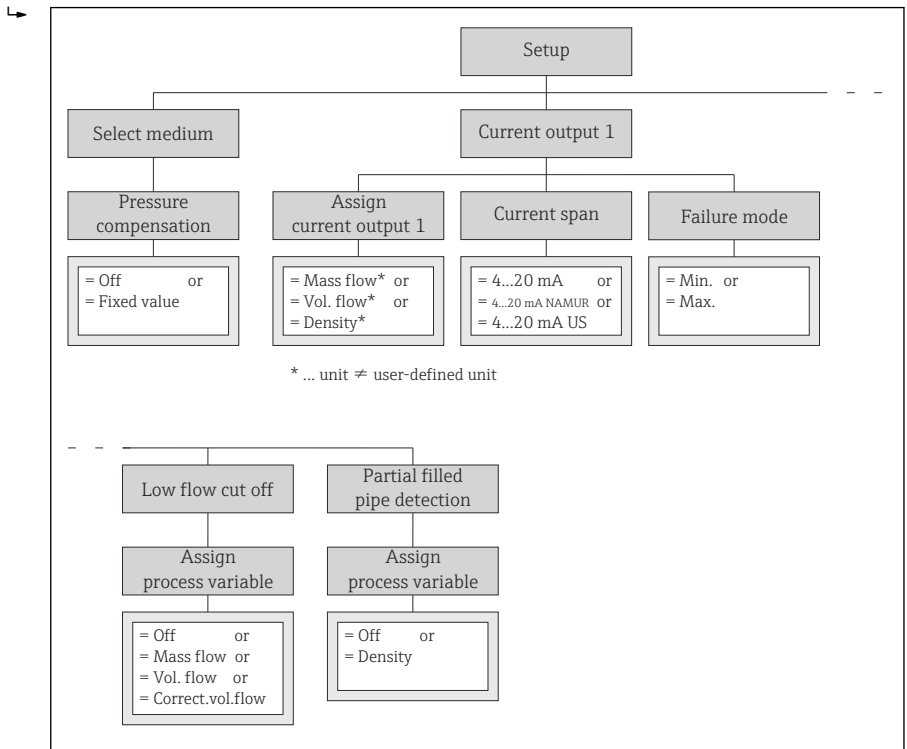 Setup
Select medium
Current output 1
Pressure
compensation
Assign
current output 1
Current span
Failure mode
= Off or
= Fixed value
= Mass flow* or
= Vol. flow* or
= Density*
= 4...20 mA or
= 4...20 mA NAMUR or
= 4...20 mA US
= Min. or
= Max.
* ... unit ≠ user-defined unit
Low flow cut off
Partial filled
pipe detection
Assign
process variable
Assign
process variable
= Off or
= Mass flow or
= Vol. flow or
= Correct.vol.flow
= Off or
= Density